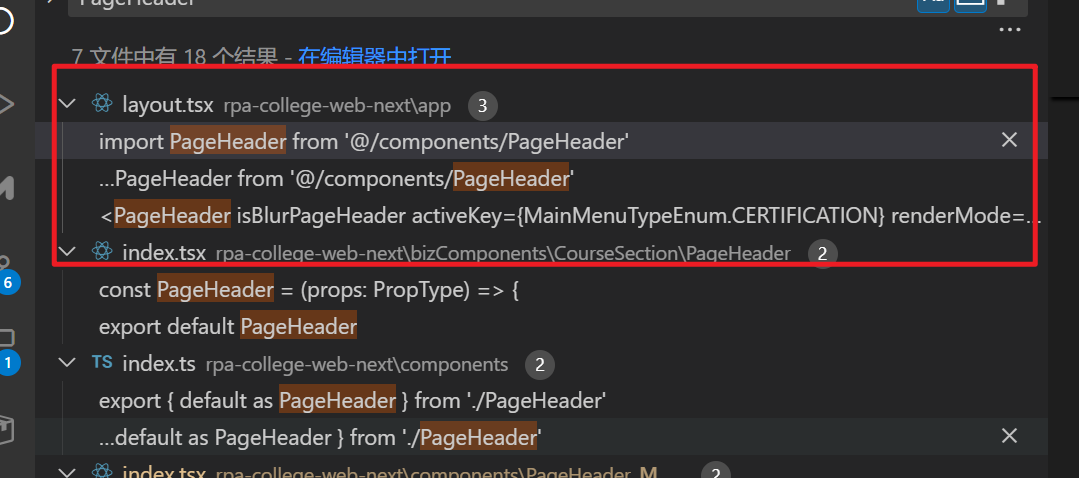 PageHeader
7 文件中有 18 个结果 - 在编辑器中打开
layout.tsx rpa-college-web-next\app 3
import PageHeader from '@/components/PageHeader'
...PageHeader from '@/components/PageHeader'
<PageHeader isBlurPageHeader activeKey={MainMenuTypeEnum.CERTIFICATION} renderMode=...
index.tsx rpa-college-web-next\bizComponents\CourseSection\PageHeader 2
const PageHeader = (props: PropType) => {
export default PageHeader
6
1
TS index.ts rpa-college-web-next\components 2
export { default as PageHeader } from './PageHeader'
...default as PageHeader } from './PageHeader'
index.tsx rpa-college-web-next\components\PageHeader M 2